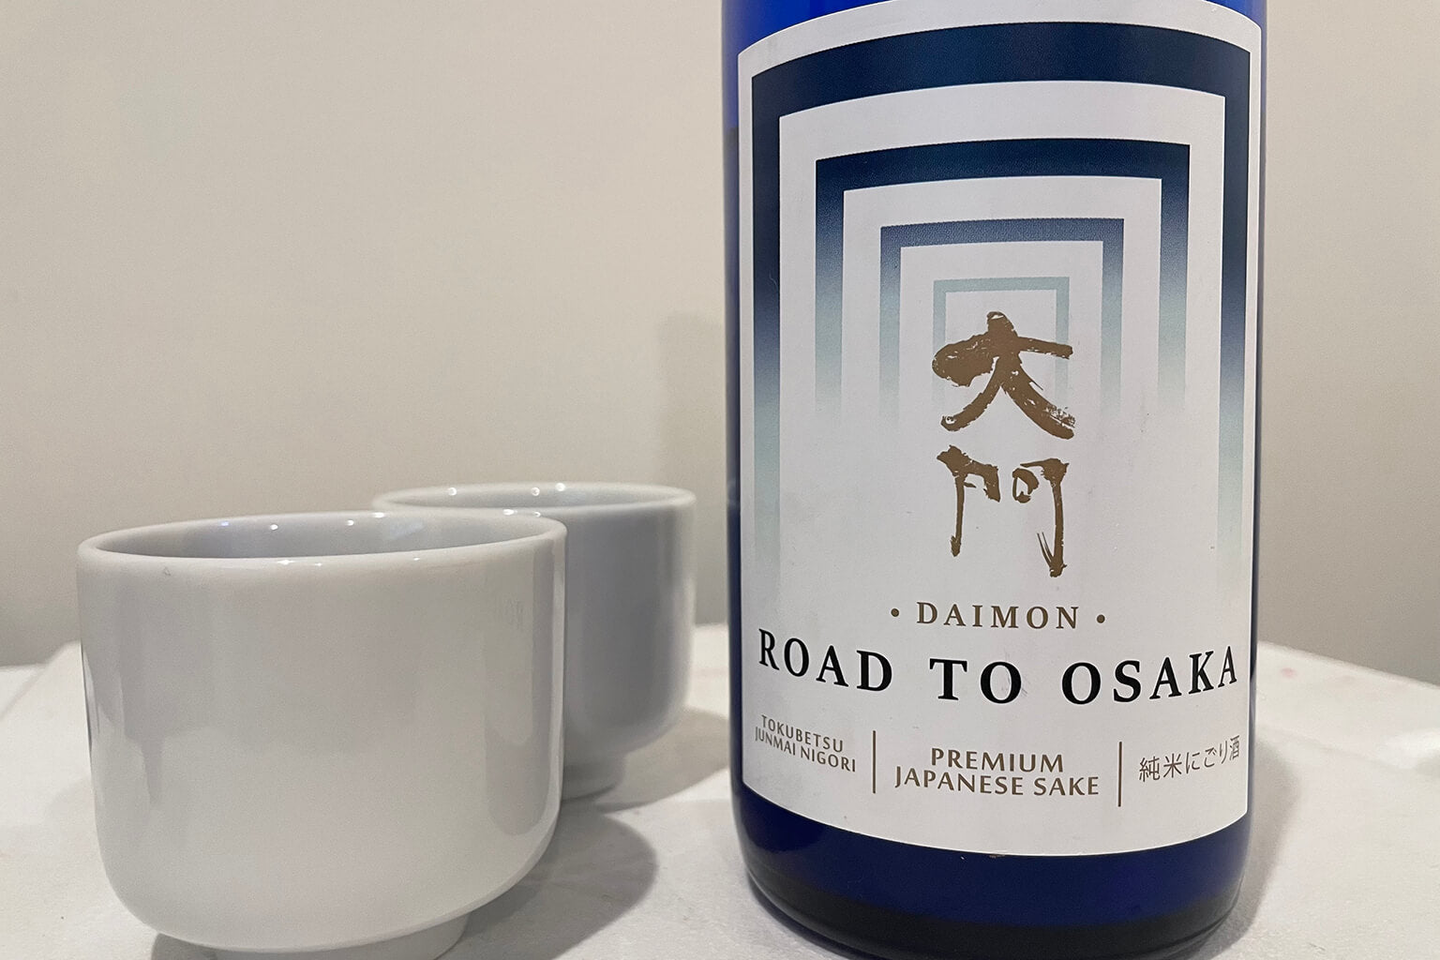 大門
• DAIMON •
ROAD TO OSAKA
TOKUBETSU
JUNMAI NIGORI
PREMIUM
JAPANESE SAKE
純米にごり酒